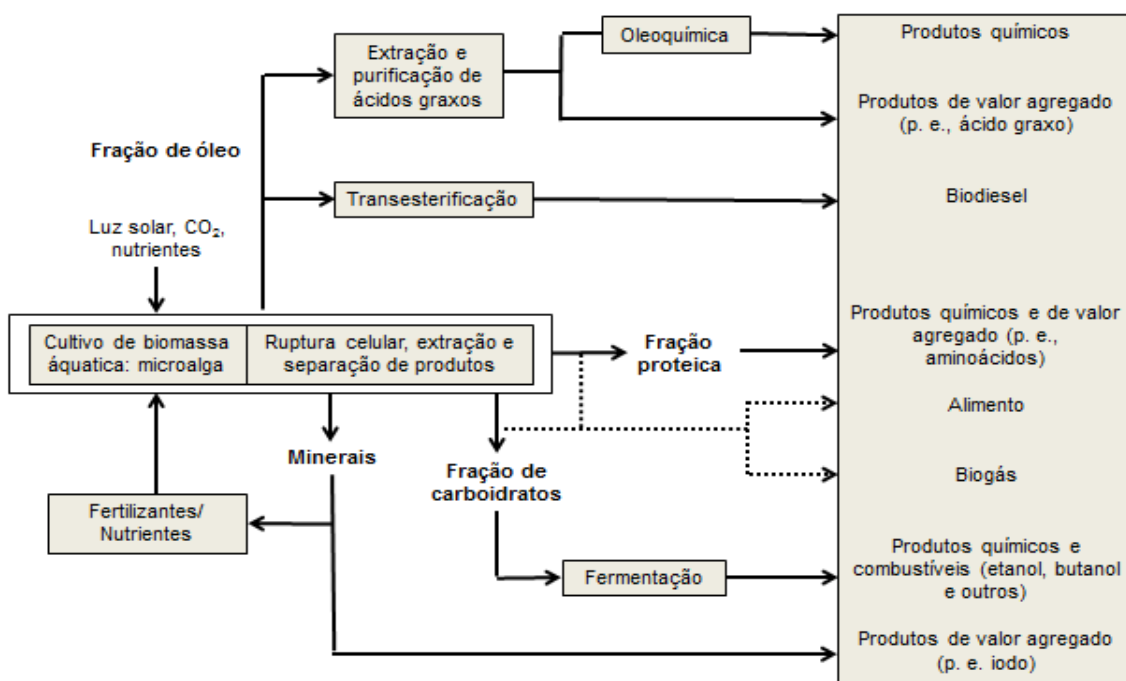 Oleoquímica
Produtos químicos
Extração e
purificação de
ácidos graxos
Produtos de valor agregado
(p. e., ácido graxo)
Fração de óleo
Transesterificação
Biodiesel
Luz solar, CO₂,
nutrientes
Cultivo de biomassa
áquatica: microalga
Ruptura celular, extração e
separação de produtos
Fração
proteica
Produtos químicos e de valor
agregado (p. e.,
aminoácidos)
Alimento
Minerais
Fração de
carboidratos
Biogás
Fertilizantes/
Nutrientes
Fermentação
Produtos químicos e
combustíveis (etanol, butanol
e outros)
Produtos de valor agregado
(p. e. iodo)